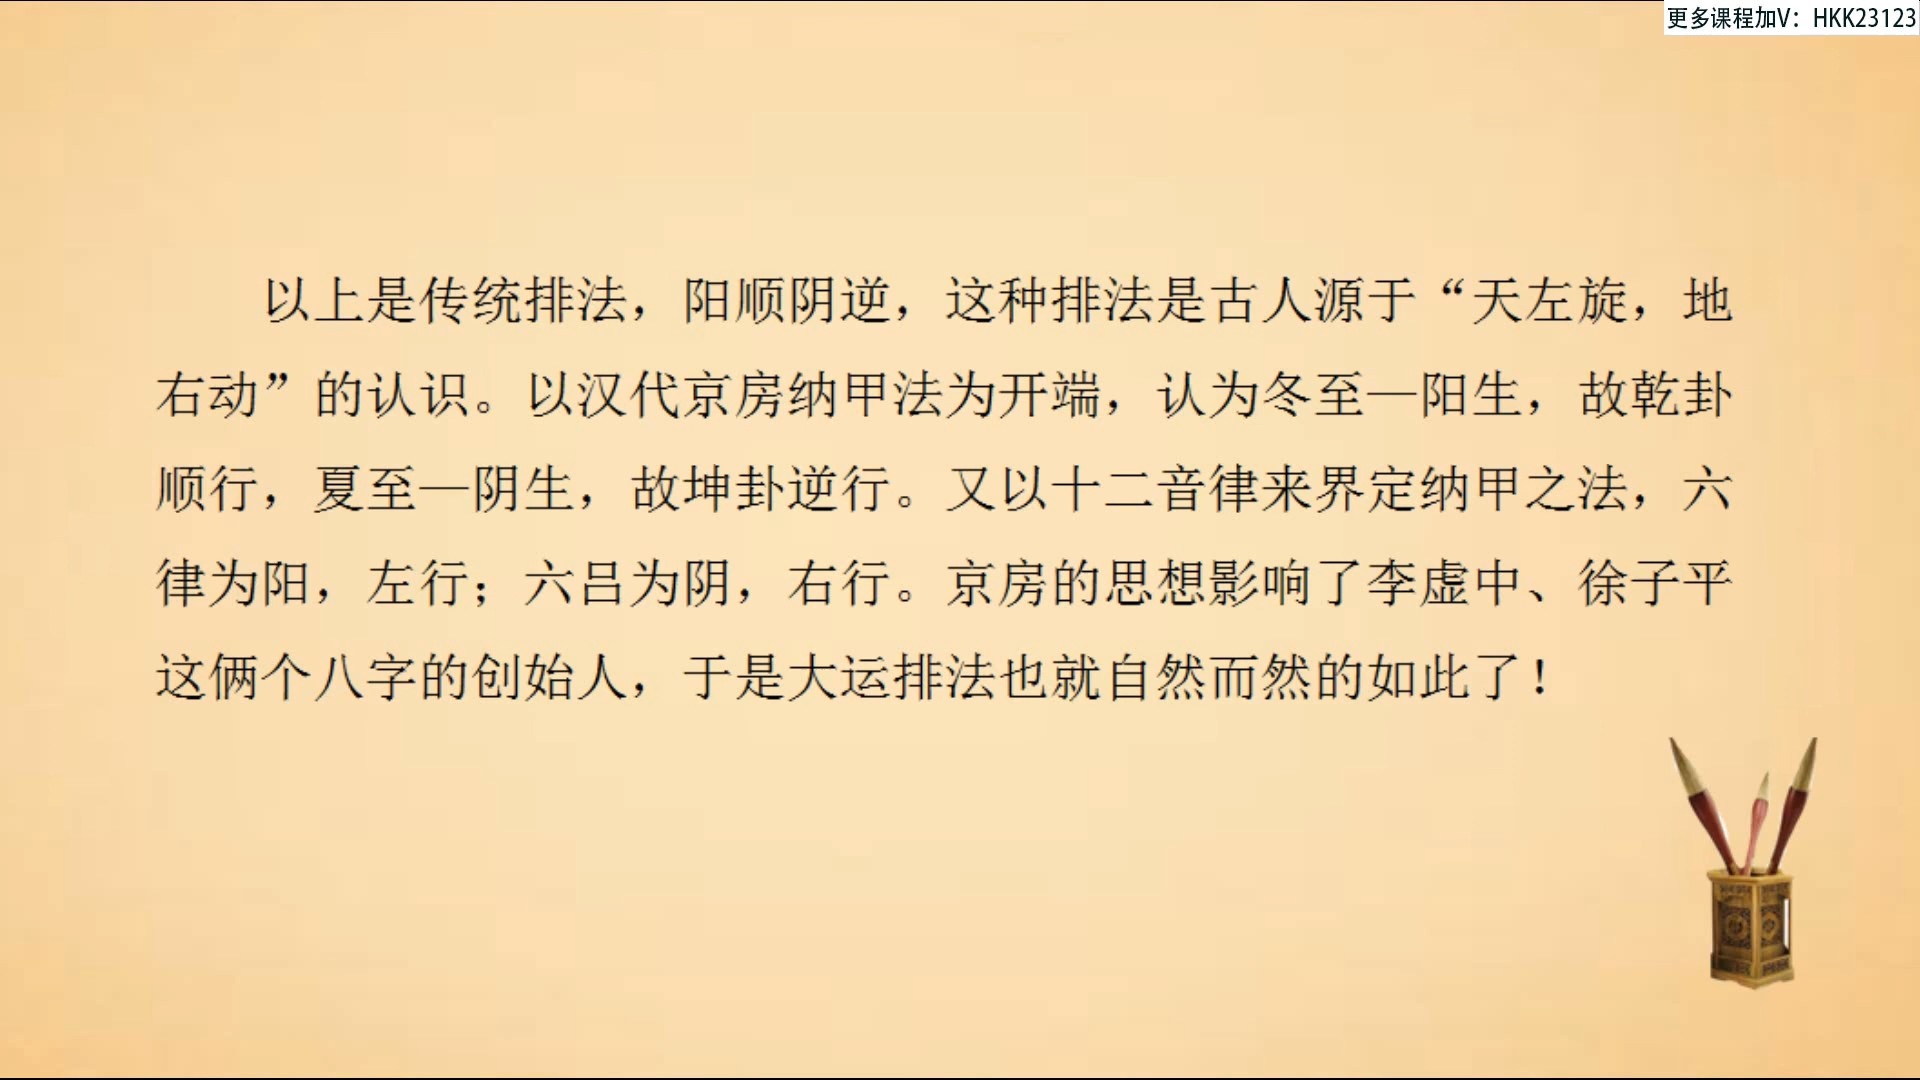 更多课程加V：HKK23123
以上是传统排法，阳顺阴逆，这种排法是古人源于“天左旋，地
右动”的认识。以汉代京房纳甲法为开端，认为冬至一阳生，故乾卦
顺行，夏至一阴生，故坤卦逆行。又以十二音律来界定纳甲之法，六
律为阳，左行；六吕为阴，右行。京房的思想影响了李虚中、徐子平
这俩个八字的创始人，于是大运排法也就自然而然的如此了！